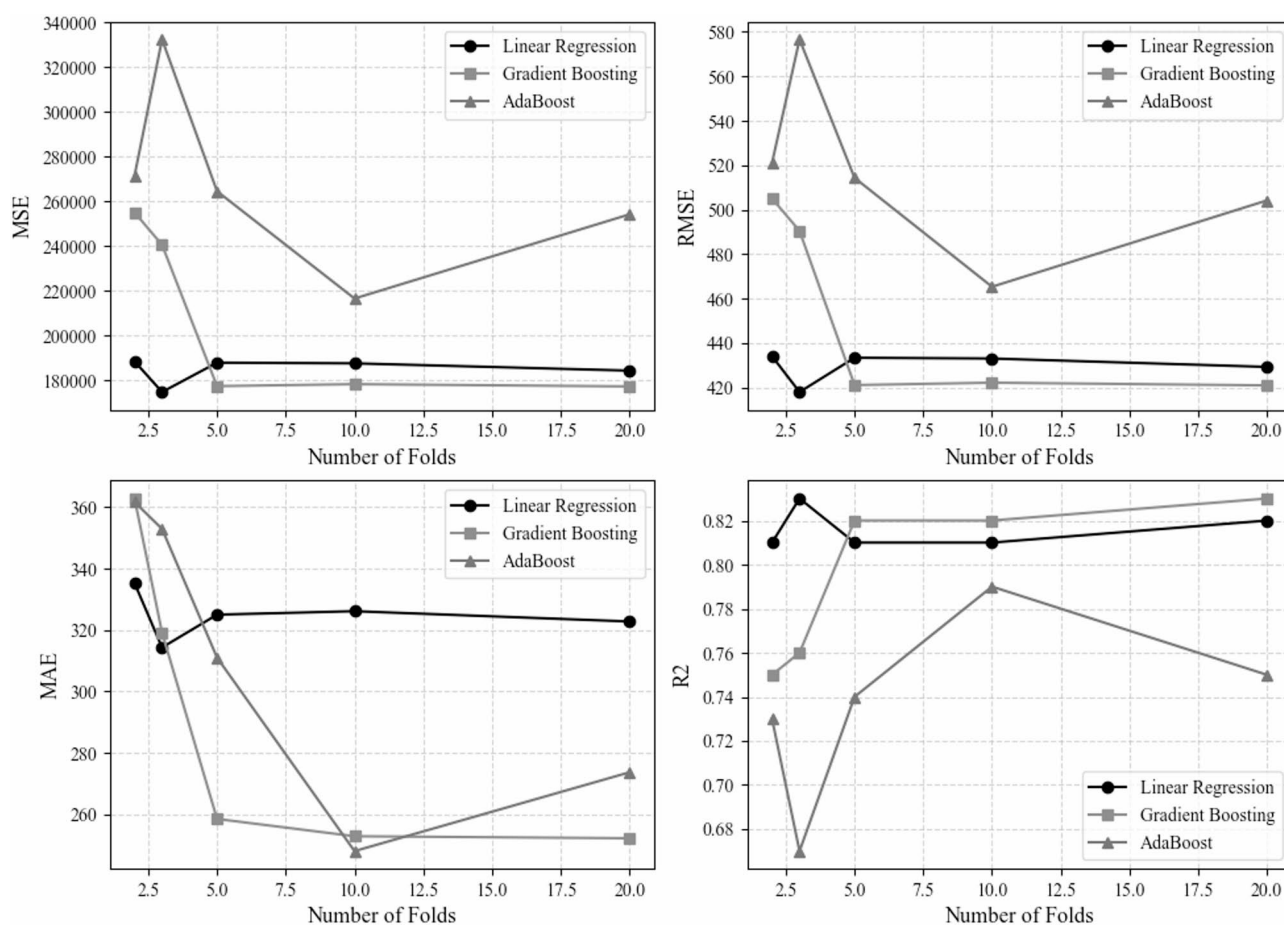 340000
320000
300000
280000
260000
240000
220000
200000
180000
MSE
2.5 5.0 7.5 10.0 12.5 15.0 17.5 20.0
Number of Folds
Linear Regression
Gradient Boosting
AdaBoost
580
560
540
520
500
480
460
440
420
RMSE
2.5 5.0 7.5 10.0 12.5 15.0 17.5 20.0
Number of Folds
Linear Regression
Gradient Boosting
AdaBoost
360
340
320
300
280
260
MAE
2.5 5.0 7.5 10.0 12.5 15.0 17.5 20.0
Number of Folds
Linear Regression
Gradient Boosting
AdaBoost
0.82
0.80
0.78
0.76
0.74
0.72
0.70
0.68
R2
2.5 5.0 7.5 10.0 12.5 15.0 17.5 20.0
Number of Folds
Linear Regression
Gradient Boosting
AdaBoost